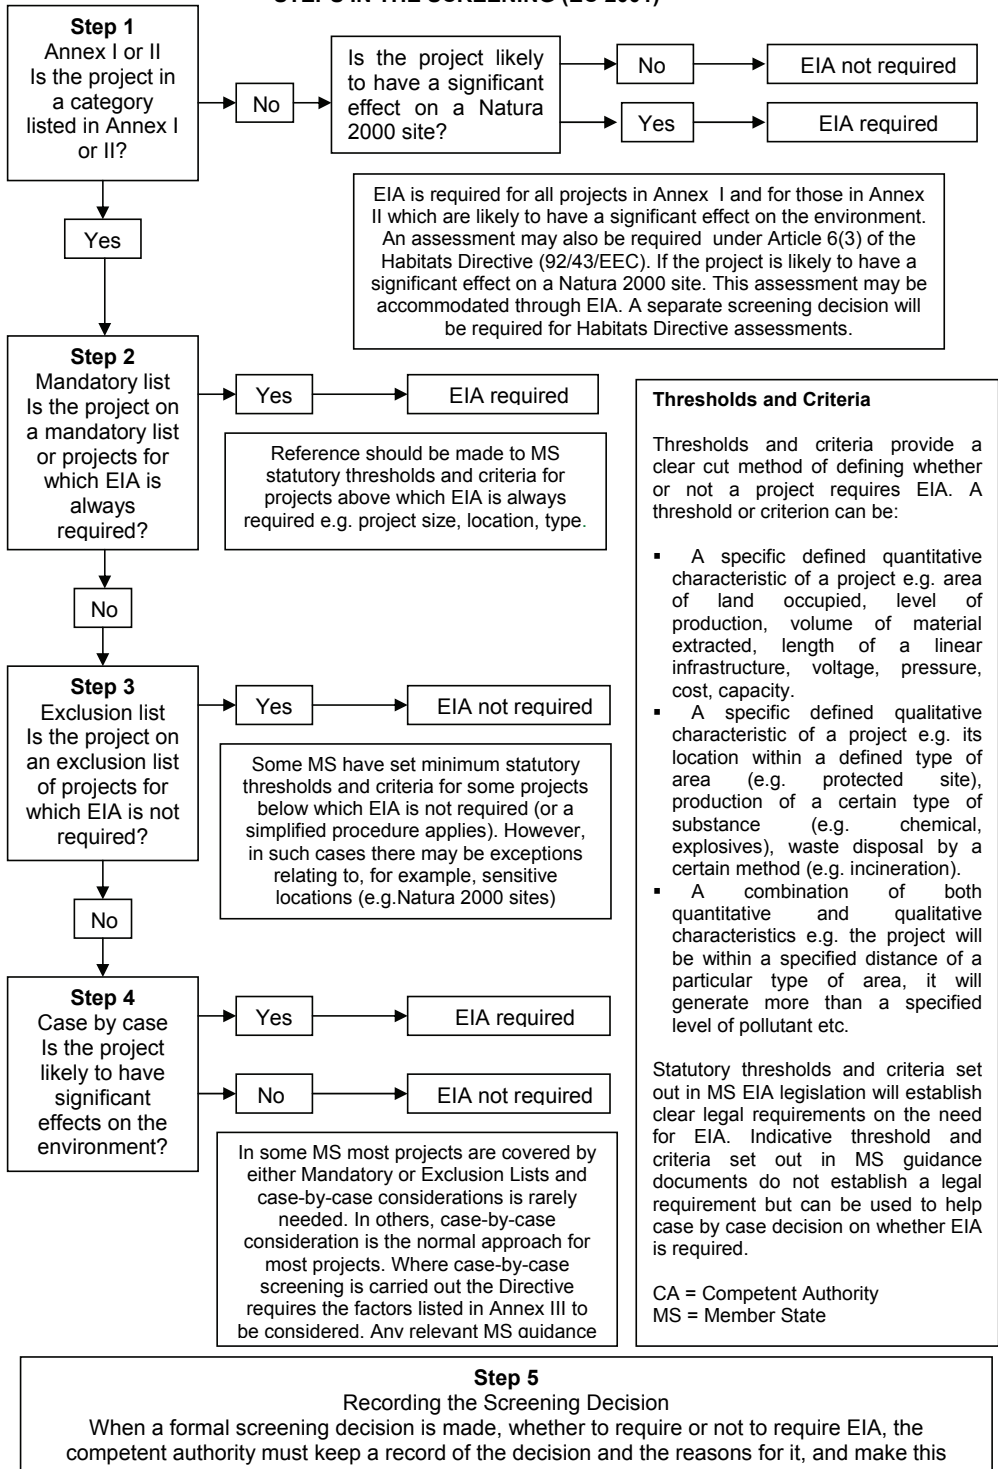 STEPS IN THE SCREENING (EC 2001)
Step 1
Annex I or II
Is the project in
a category
listed in Annex I
or II?
No
Is the project likely
to have a significant
effect on a Natura
2000 site?
No
EIA not required
Yes
EIA required
EIA is required for all projects in Annex I and for those in Annex
II which are likely to have a significant effect on the environment.
An assessment may also be required under Article 6(3) of the
Habitats Directive (92/43/EEC). If the project is likely to have a
significant effect on a Natura 2000 site. This assessment may be
accommodated through EIA. A separate screening decision will
be required for Habitats Directive assessments.
Yes
Step 2
Mandatory list
Is the project on
a mandatory list
or projects for
which EIA is
always
required?
Yes
EIA required
Reference should be made to MS
statutory thresholds and criteria for
projects above which EIA is always
required e.g. project size, location, type.
No
Step 3
Exclusion list
Is the project on
an exclusion list
of projects for
which EIA is not
required?
Yes
EIA not required
Some MS have set minimum statutory
thresholds and criteria for some projects
below which EIA is not required (or a
simplified procedure applies). However,
in such cases there may be exceptions
relating to, for example, sensitive
locations (e.g.Natura 2000 sites)
No
Step 4
Case by case
Is the project
likely to have
significant
effects on the
environment?
Yes
EIA required
No
EIA not required
In some MS most projects are covered by
either Mandatory or Exclusion Lists and
case-by-case considerations is rarely
needed. In others, case-by-case
consideration is the normal approach for
most projects. Where case-by-case
screening is carried out the Directive
requires the factors listed in Annex III to
be considered. Any relevant MS guidance
Thresholds and Criteria
Thresholds and criteria provide a
clear cut method of defining whether
or not a project requires EIA. A
threshold or criterion can be:
▪ A specific defined quantitative
characteristic of a project e.g. area
of land occupied, level of
production, volume of material
extracted, length of a linear
infrastructure, voltage, pressure,
cost, capacity.
▪ A specific defined qualitative
characteristic of a project e.g. its
location within a defined type of
area (e.g. protected site),
production of a certain type of
substance (e.g. chemical,
explosives), waste disposal by a
certain method (e.g. incineration).
▪ A combination of both
quantitative and qualitative
characteristics e.g. the project will
be within a specified distance of a
particular type of area, it will
generate more than a specified
level of pollutant etc.
Statutory thresholds and criteria set
out in MS EIA legislation will establish
clear legal requirements on the need
for EIA. Indicative threshold and
criteria set out in MS guidance
documents do not establish a legal
requirement but can be used to help
case by case decision on whether EIA
is required.
CA = Competent Authority
MS = Member State
Step 5
Recording the Screening Decision
When a formal screening decision is made, whether to require or not to require EIA, the
competent authority must keep a record of the decision and the reasons for it, and make this